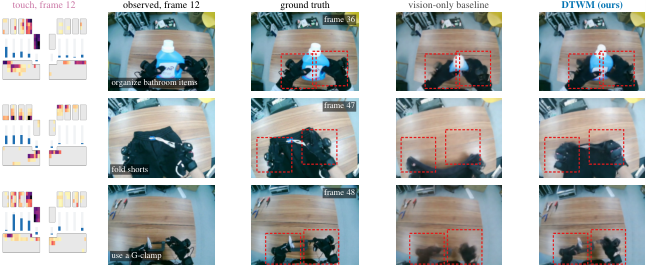 touch, frame 12
observed, frame 12
ground truth
vision-only baseline
DTWM (ours)
frame 36
organize bathroom items
frame 47
fold shorts
frame 48
use a G-clamp